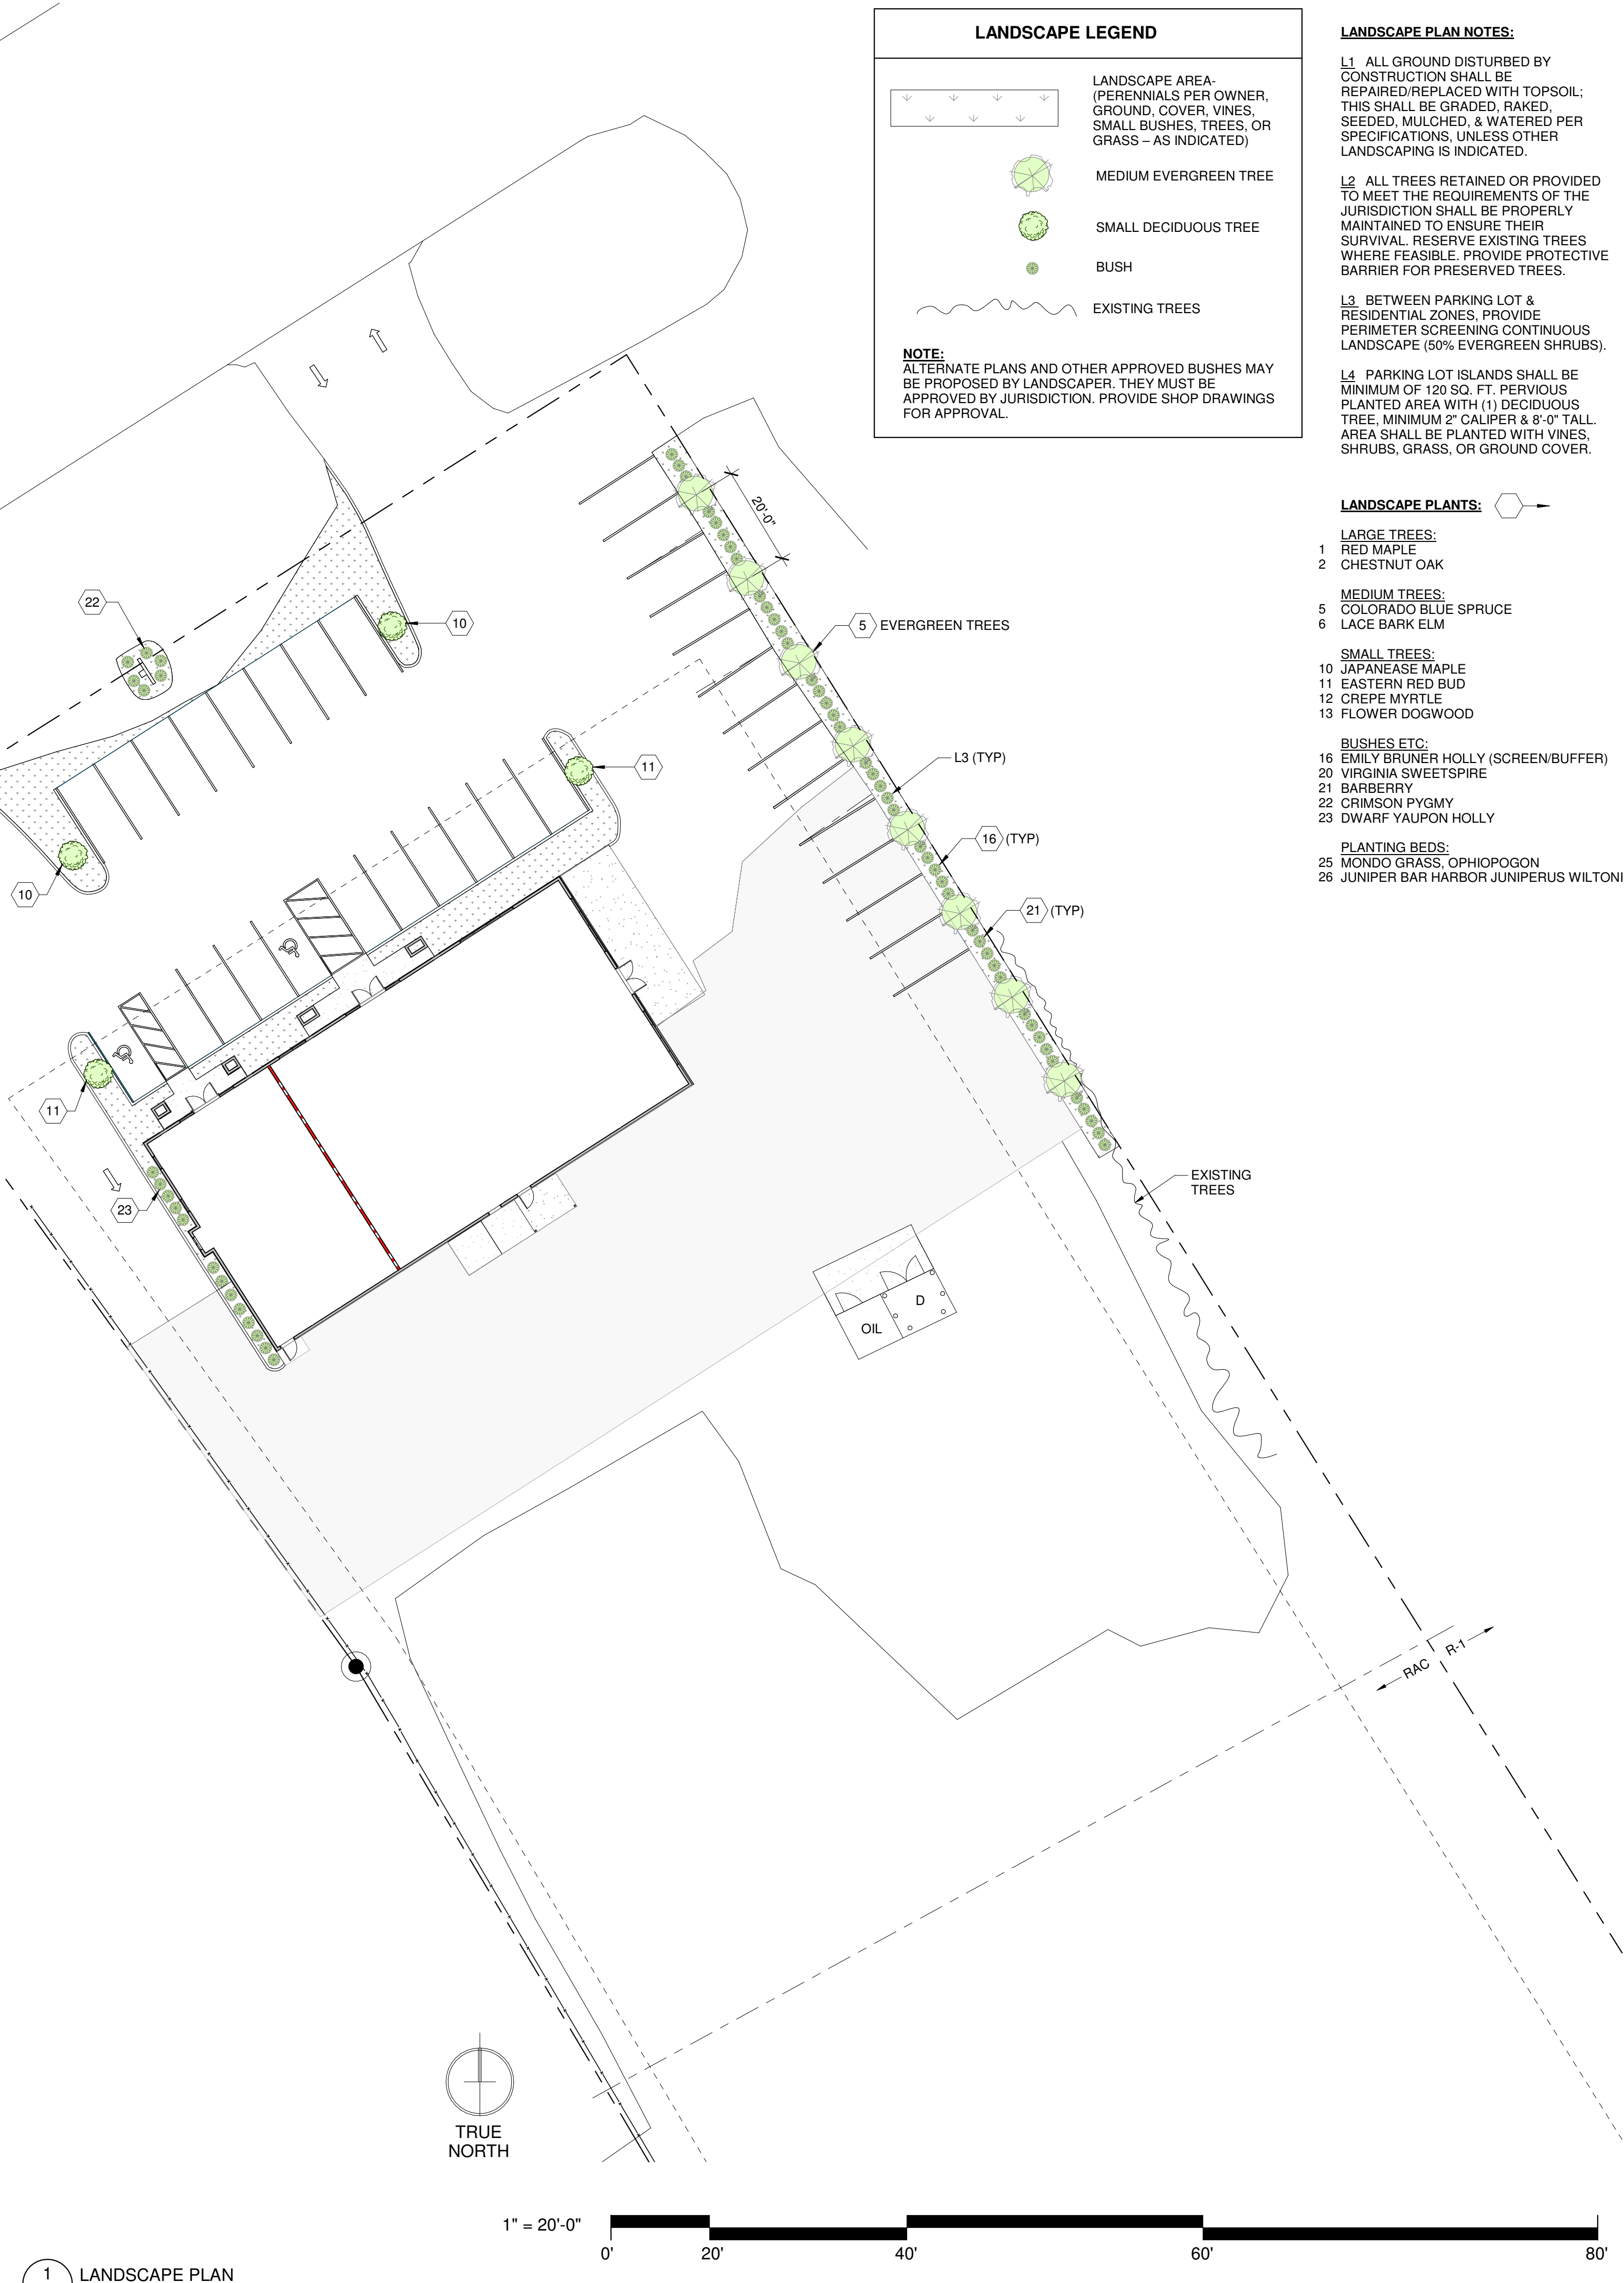 LANDSCAPE LEGEND
LANDSCAPE AREA-
(PERENNIALS PER OWNER,
GROUND, COVER, VINES,
SMALL BUSHES, TREES, OR
GRASS – AS INDICATED)
MEDIUM EVERGREEN TREE
SMALL DECIDUOUS TREE
BUSH
EXISTING TREES
NOTE:
ALTERNATE PLANS AND OTHER APPROVED BUSHES MAY
BE PROPOSED BY LANDSCAPER. THEY MUST BE
APPROVED BY JURISDICTION. PROVIDE SHOP DRAWINGS
FOR APPROVAL.
LANDSCAPE PLAN NOTES:
L1 ALL GROUND DISTURBED BY
CONSTRUCTION SHALL BE
REPAIRED/REPLACED WITH TOPSOIL;
THIS SHALL BE GRADED, RAKED,
SEEDED, MULCHED, & WATERED PER
SPECIFICATIONS, UNLESS OTHER
LANDSCAPING IS INDICATED.
L2 ALL TREES RETAINED OR PROVIDED
TO MEET THE REQUIREMENTS OF THE
JURISDICTION SHALL BE PROPERLY
MAINTAINED TO ENSURE THEIR
SURVIVAL. RESERVE EXISTING TREES
WHERE FEASIBLE. PROVIDE PROTECTIVE
BARRIER FOR PRESERVED TREES.
L3 BETWEEN PARKING LOT &
RESIDENTIAL ZONES, PROVIDE
PERIMETER SCREENING CONTINUOUS
LANDSCAPE (50% EVERGREEN SHRUBS).
L4 PARKING LOT ISLANDS SHALL BE
MINIMUM OF 120 SQ. FT. PERVIOUS
PLANTED AREA WITH (1) DECIDUOUS
TREE, MINIMUM 2" CALIPER & 8'-0" TALL.
AREA SHALL BE PLANTED WITH VINES,
SHRUBS, GRASS, OR GROUND COVER.
LANDSCAPE PLANTS:
LARGE TREES:
1 RED MAPLE
2 CHESTNUT OAK
MEDIUM TREES:
5 COLORADO BLUE SPRUCE
6 LACE BARK ELM
SMALL TREES:
10 JAPANEASE MAPLE
11 EASTERN RED BUD
12 CREPE MYRTLE
13 FLOWER DOGWOOD
BUSHES ETC:
16 EMILY BRUNER HOLLY (SCREEN/BUFFER)
20 VIRGINIA SWEETSPIRE
21 BARBERRY
22 CRIMSON PYGMY
23 DWARF YAUPON HOLLY
PLANTING BEDS:
25 MONDO GRASS, OPHIOPOGON
26 JUNIPER BAR HARBOR JUNIPERUS WILTONI
20'-0"
22
10
5 EVERGREEN TREES
11
L3 (TYP)
16 (TYP)
10
21 (TYP)
11
23
EXISTING
TREES
D
OIL
RAC
R-1
TRUE
NORTH
1" = 20'-0"
0'
20'
40'
60'
80'
1
LANDSCAPE PLAN